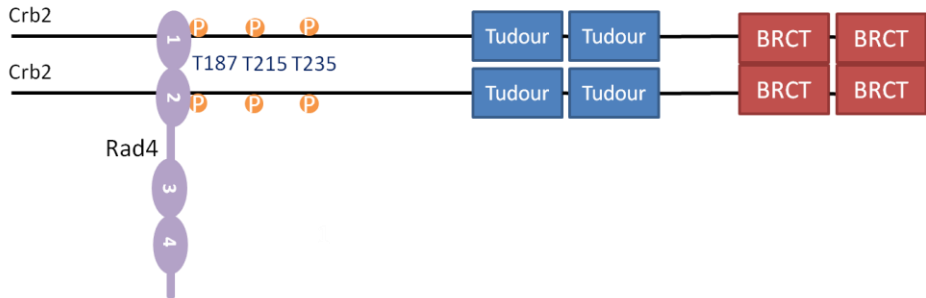 Crb2
1
P P P
Tudour Tudour
BRCT BRCT
T187 T215 T235
Crb2
2
P P P
Tudour Tudour
BRCT BRCT
Rad4
3
4